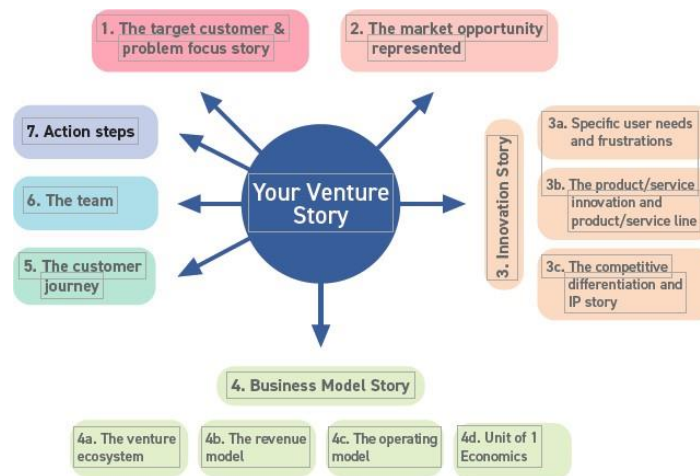 1. The target customer &
problem focus story
2. The market opportunity
represented
7. Action steps
6. The team
5. The customer
journey
Your Venture
Story
3. Innovation Story
3a. Specific user needs
and frustrations
3b. The product/service
innovation and
product/service line
3c. The competitive
differentiation and
IP story
4. Business Model Story
4a. The venture
ecosystem
4b. The revenue
model
4c. The operating
model
4d. Unit of 1
Economics